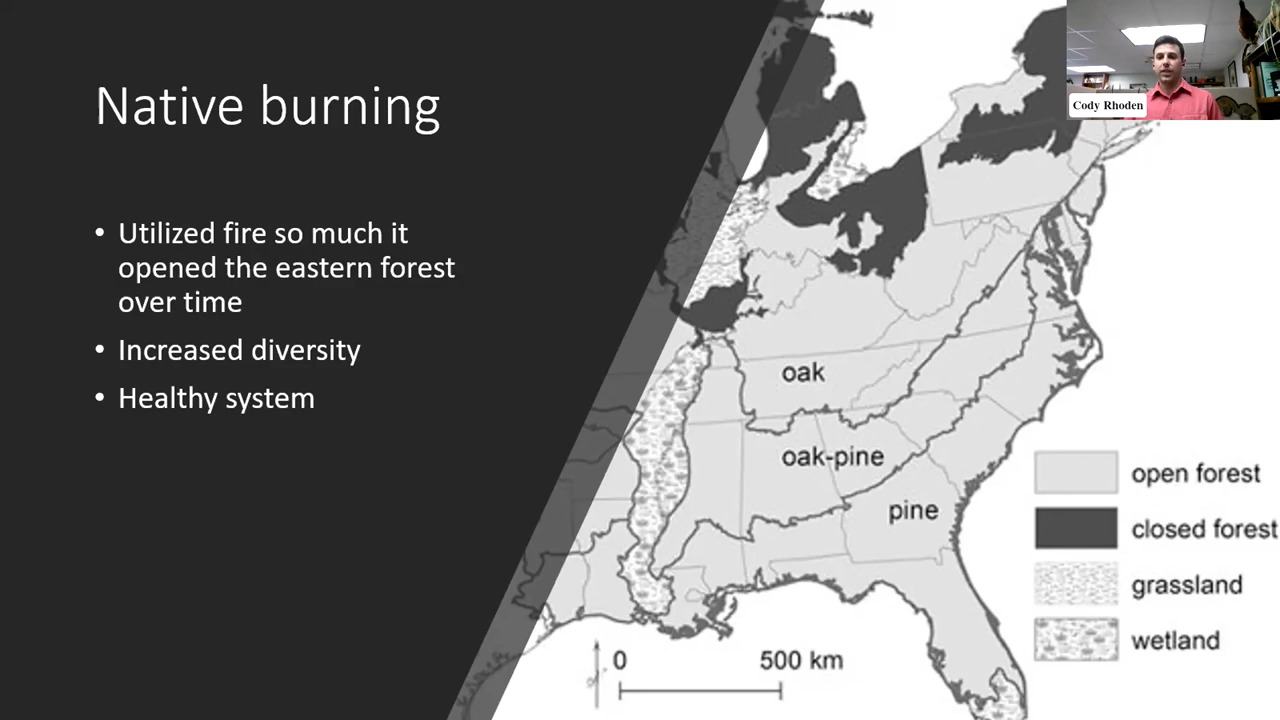 Native burning
Cody Rhoden
• Utilized fire so much it
opened the eastern forest
over time
• Increased diversity
• Healthy system
oak
oak-pine
pine
open forest
closed forest
grassland
wetland
0 500 km